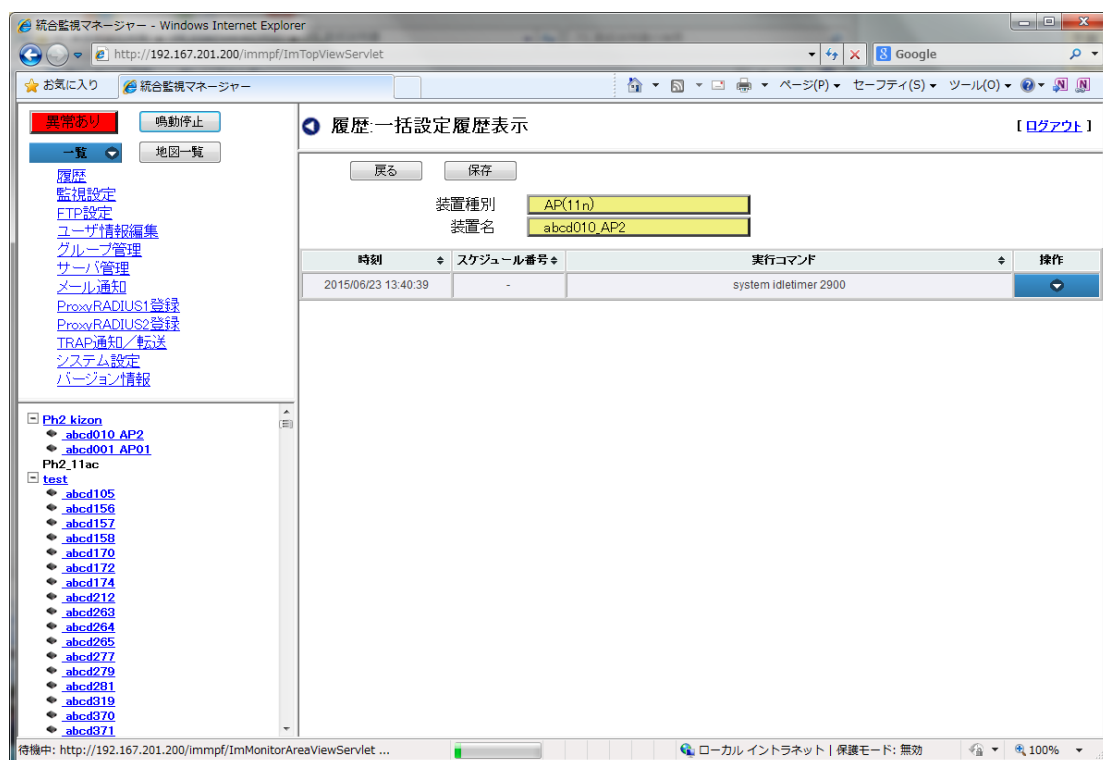 統合監視マネージャー - Windows Internet Explorer
http://192.167.201.200/immpf/ImTopViewServlet
Google
お気に入り
統合監視マネージャー
ページ(P)
セーフティ(S)
ツール(O)
異常あり
鳴動停止
一覧
地図一覧
履歴
監視設定
FTP設定
ユーザ情報編集
グループ管理
サーバ管理
メール通知
ProxyRADIUS1登録
ProxyRADIUS2登録
TRAP通知／転送
システム設定
バージョン情報
Ph2_kizon
abcd010_AP2
abcd001_AP01
Ph2_11ac
test
abcd105
abcd156
abcd157
abcd158
abcd170
abcd172
abcd174
abcd212
abcd263
abcd264
abcd265
abcd277
abcd279
abcd281
abcd319
abcd370
abcd371
履歴:一括設定履歴表示
[ ログアウト ]
戻る
保存
装置種別 AP(11n)
装置名 abcd010_AP2
時刻 スケジュール番号 実行コマンド 操作
2015/06/23 13:40:39 - system idletimer 2900
待機中: http://192.167.201.200/immpf/ImMonitorAreaViewServlet ...
ローカル イントラネット | 保護モード: 無効
100%